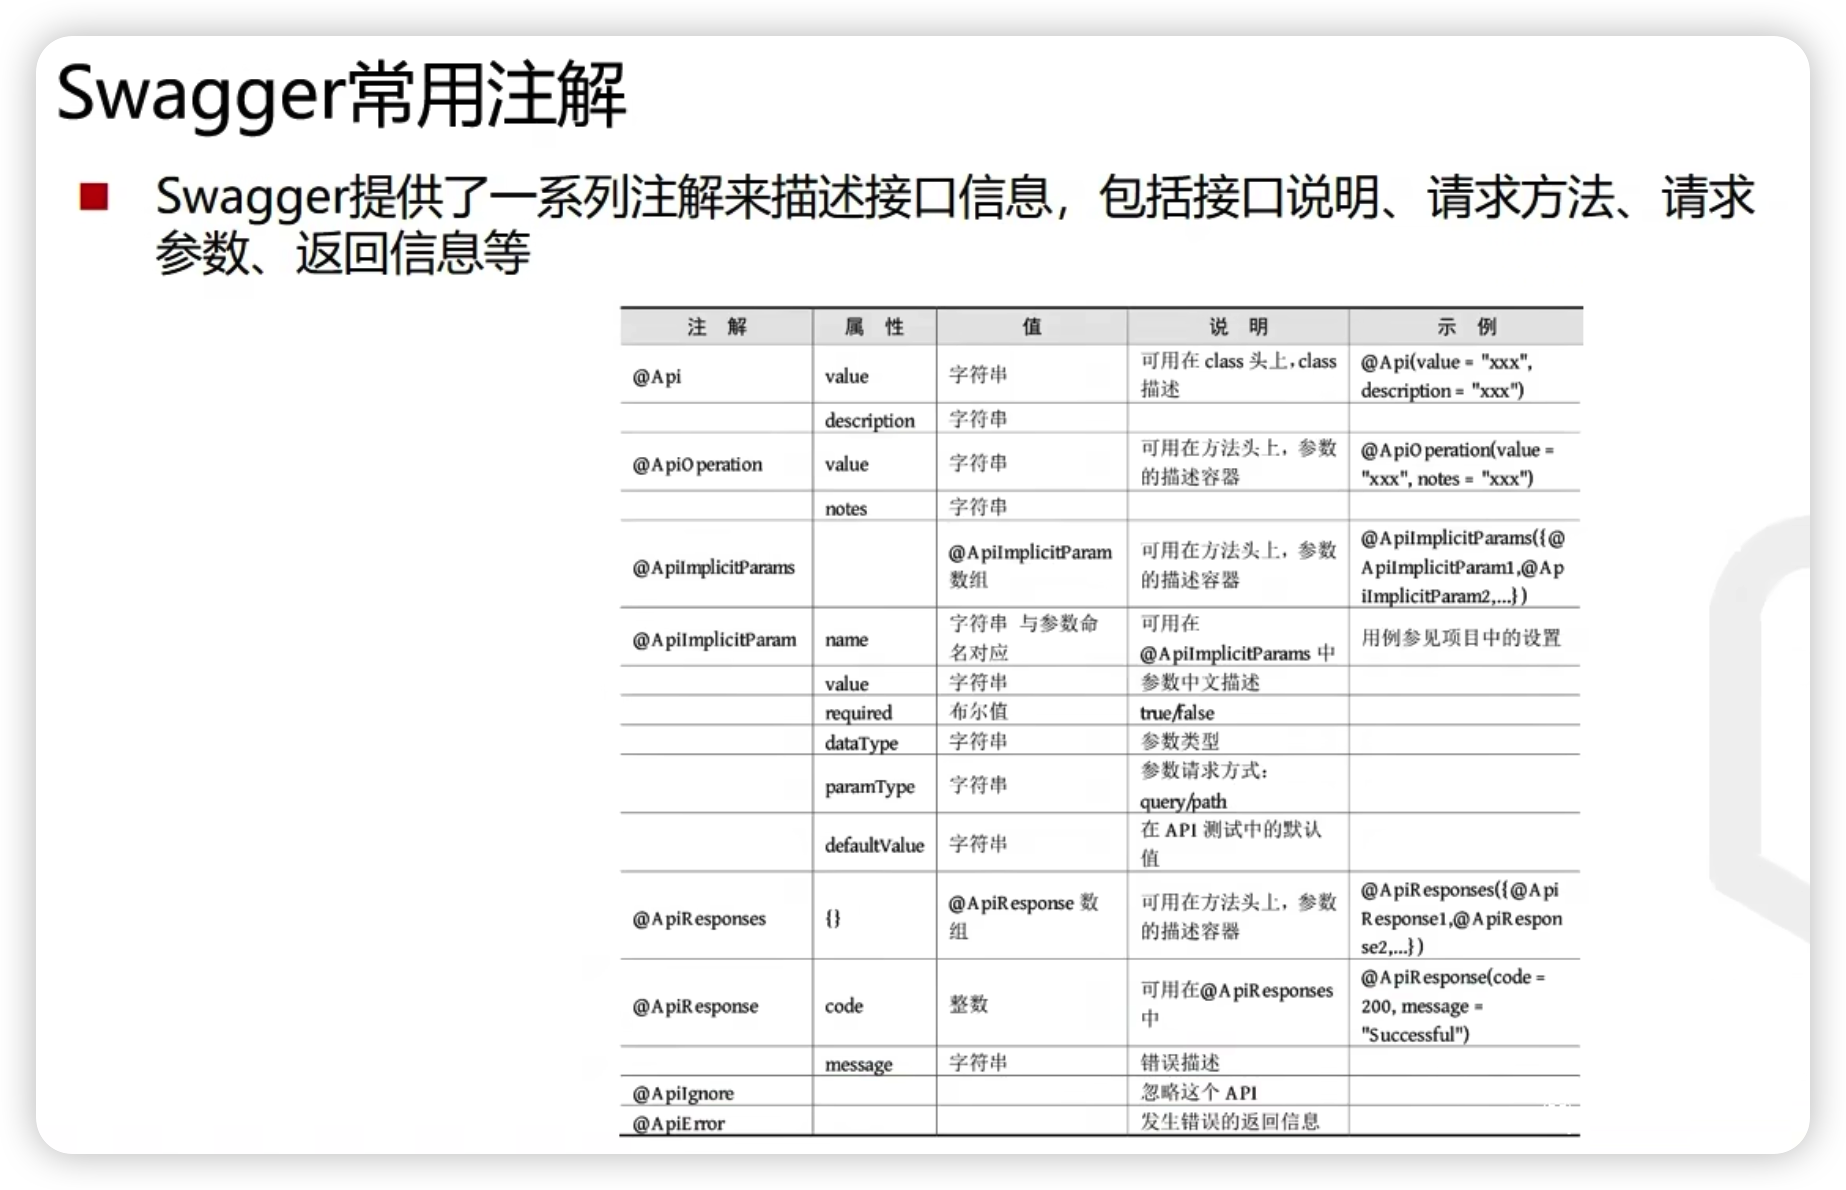 Swagger常用注解
Swagger提供了一系列注解来描述接口信息，包括接口说明、请求方法、请求
参数、返回信息等
注 解 属 性 值 说 明 示 例
@Api value 字符串 可用在 class 头上，class 描述 @Api(value = "xxx", description = "xxx")
description 字符串
@ApiOperation value 字符串 可用在方法头上，参数的描述容器 @ApiOperation(value = "xxx", notes = "xxx")
notes 字符串
@ApiImplicitParams @ApiImplicitParam 数组 可用在方法头上，参数的描述容器 @ApiImplicitParams({@ApiImplicitParam1,@ApiImplicitParam2,...})
@ApiImplicitParam name 字符串 与参数命名对应 可用在 @ApiImplicitParams 中 用例参见项目中的设置
value 字符串 参数中文描述
required 布尔值 true/false
dataType 字符串 参数类型
paramType 字符串 参数请求方式：query/path
defaultValue 字符串 在 API 测试中的默认值
@ApiResponses {} @ApiResponse 数组 可用在方法头上，参数的描述容器 @ApiResponses({@ApiResponse1,@ApiResponse2,...})
@ApiResponse code 整数 可用在@ApiResponses 中 @ApiResponse(code = 200, message = "Successful")
message 字符串 错误描述
@ApiIgnore 忽略这个 API
@ApiError 发生错误的返回信息